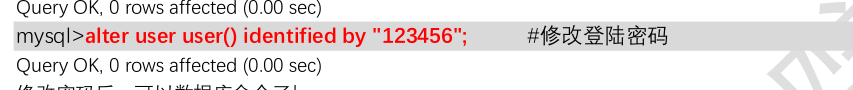 Query OK, 0 rows affected (0.00 sec)
mysql>alter user user() identified by "123456"; #修改登陆密码
Query OK, 0 rows affected (0.00 sec)